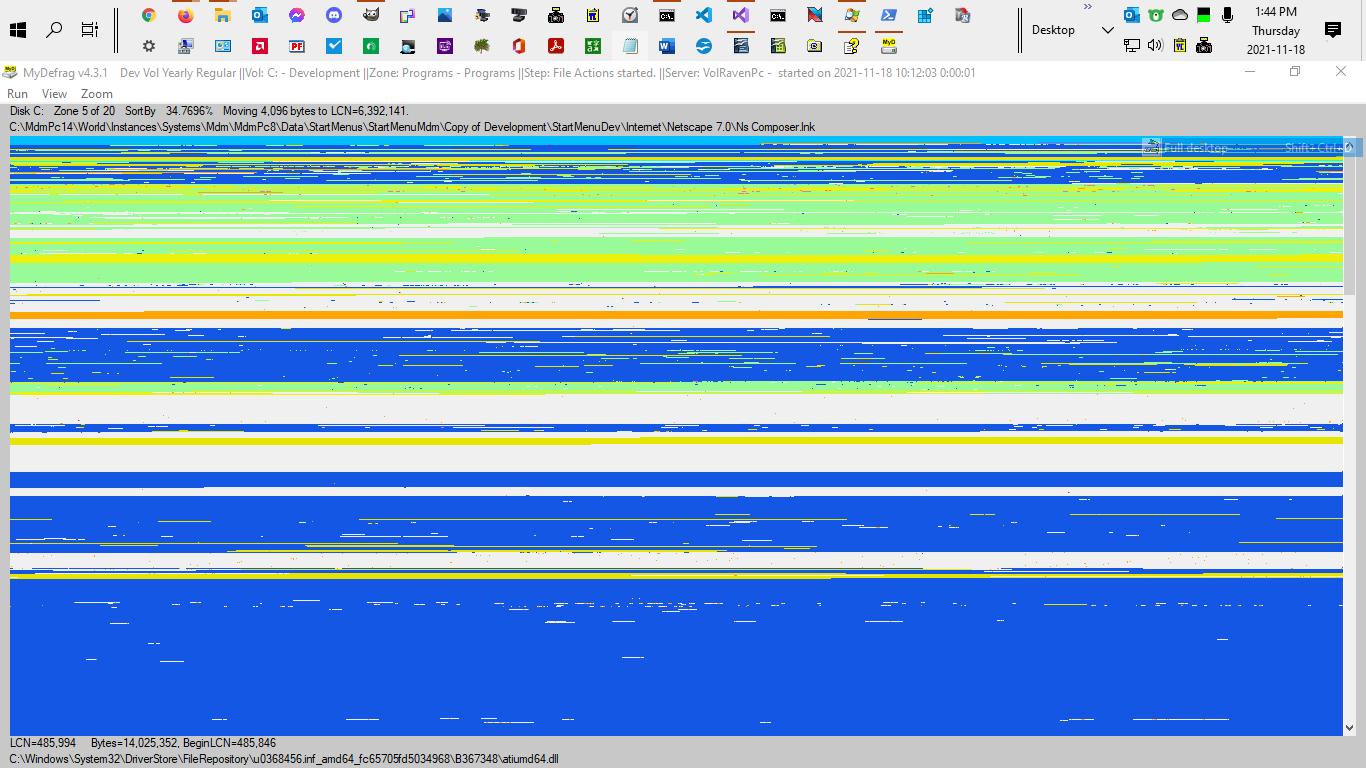 1:44 PM
Desktop
Thursday
2021-11-18
MyDefrag v4.3.1 Dev Vol Yearly Regular ||Vol: C: - Development ||Zone: Programs - Programs ||Step: File Actions started. ||Server: VolRavenPc - started on 2021-11-18 10:12:03 0:00:01
Run View Zoom
Disk C: Zone 5 of 20 SortBy 34.7696% Moving 4,096 bytes to LCN=6,392,141.
C:\MdmPc14\World\Instances\Systems\Mdm\MdmPc8\Data\StartMenus\StartMenuMdm\Copy of Development\StartMenuDev\Internet\Netscape 7.0\Ns Composer.lnk
Full desktop Shift+Ctrl+D
LCN=485,994 Bytes=14,025,352, BeginLCN=485,846
C:\Windows\System32\DriverStore\FileRepository\u0368456.inf_amd64_fc65705fd5034968\B367348\atiumd64.dll